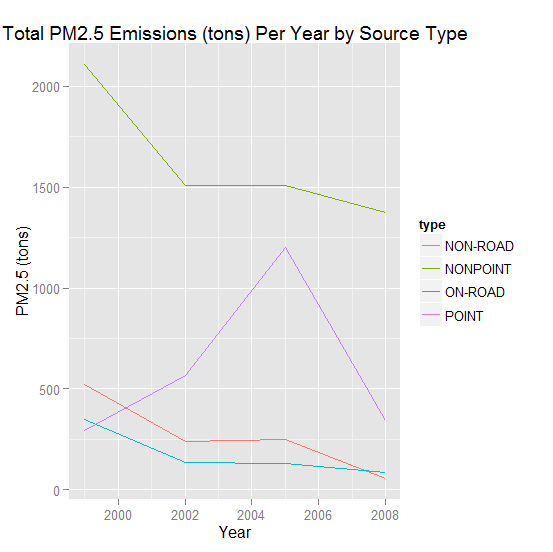 Total PM2.5 Emissions (tons) Per Year by Source Type
PM2.5 (tons)
2000
1500
1000
500
0
2000 2002 2004 2006 2008
Year
type
NON-ROAD
NONPOINT
ON-ROAD
POINT